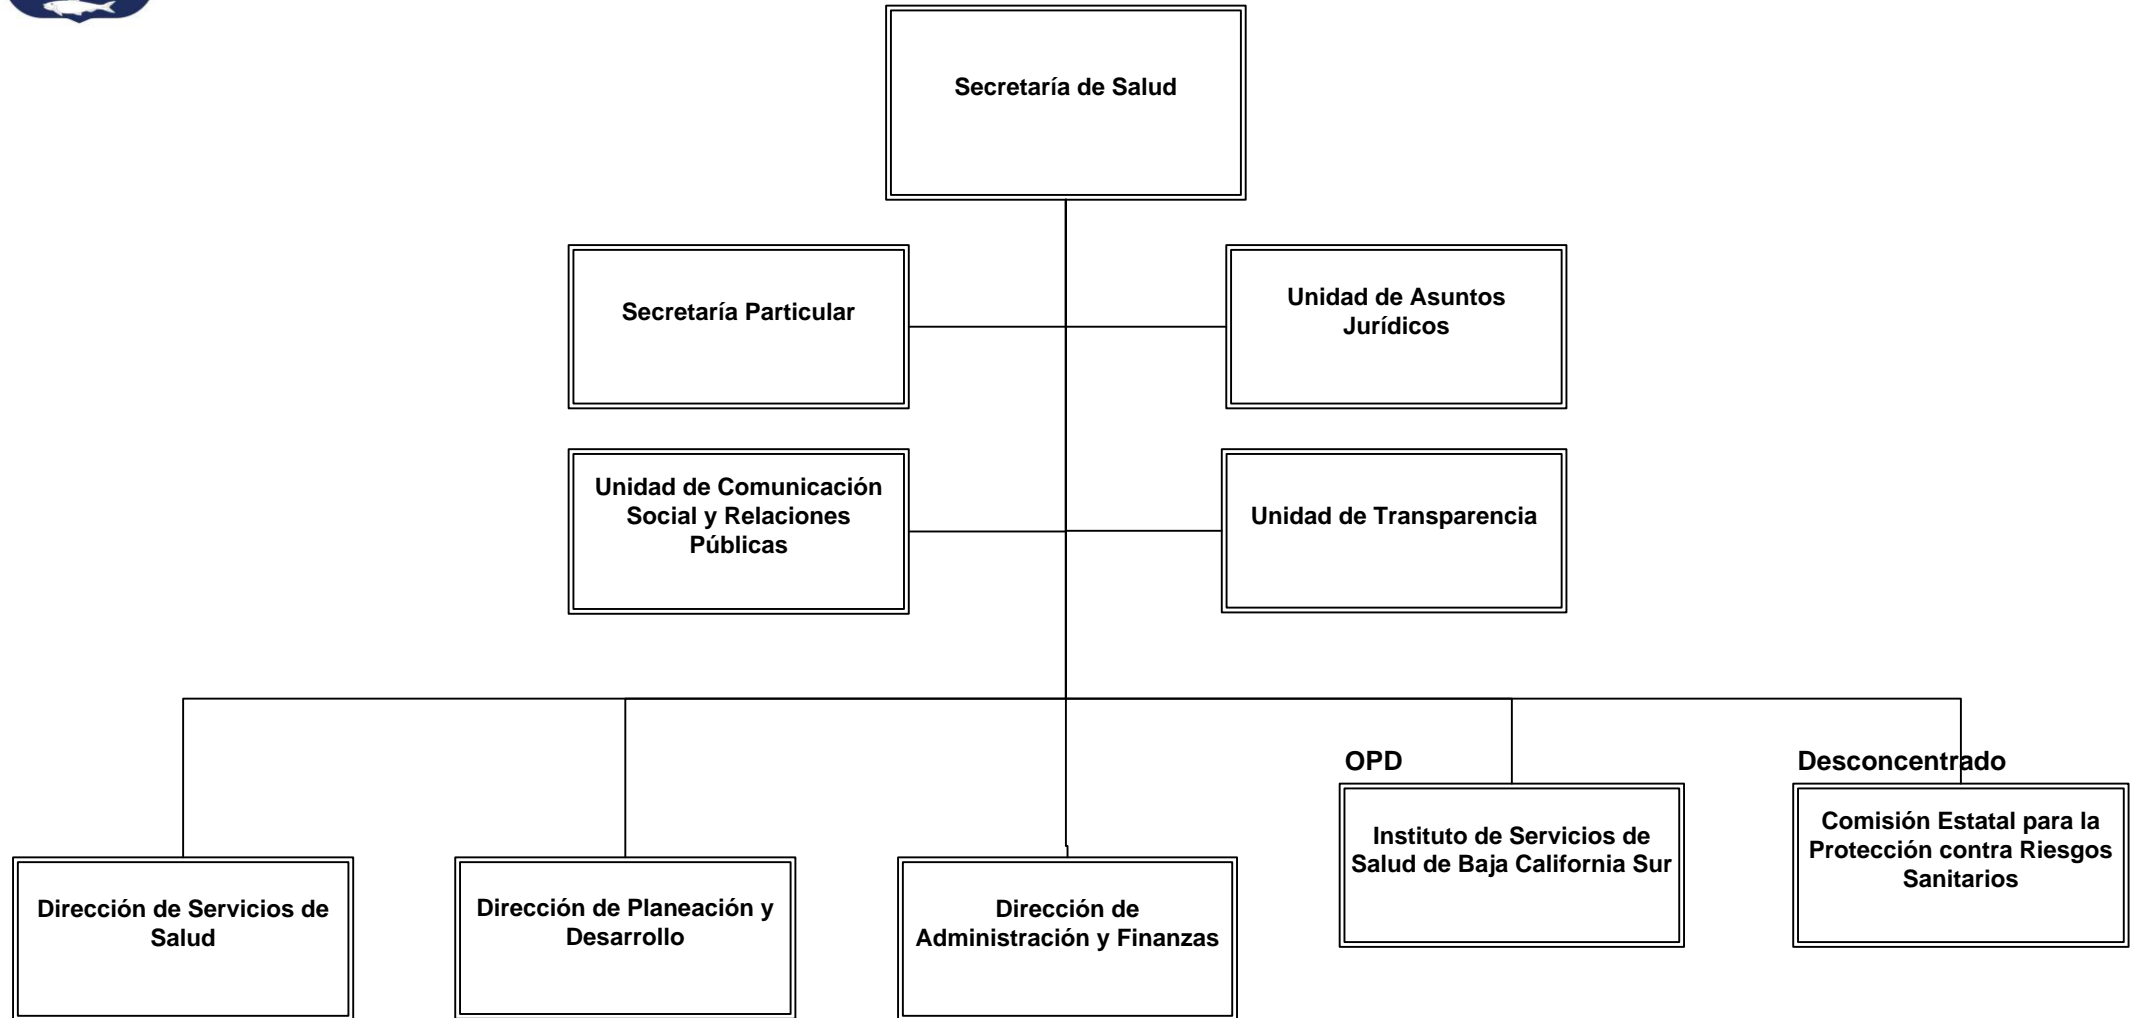 Secretaría de Salud
Secretaría Particular
Unidad de Asuntos
Jurídicos
Unidad de Comunicación
Social y Relaciones
Públicas
Unidad de Transparencia
OPD
Desconcentrado
Instituto de Servicios de
Salud de Baja California Sur
Comisión Estatal para la
Protección contra Riesgos
Sanitarios
Dirección de Servicios de
Salud
Dirección de Planeación y
Desarrollo
Dirección de
Administración y Finanzas